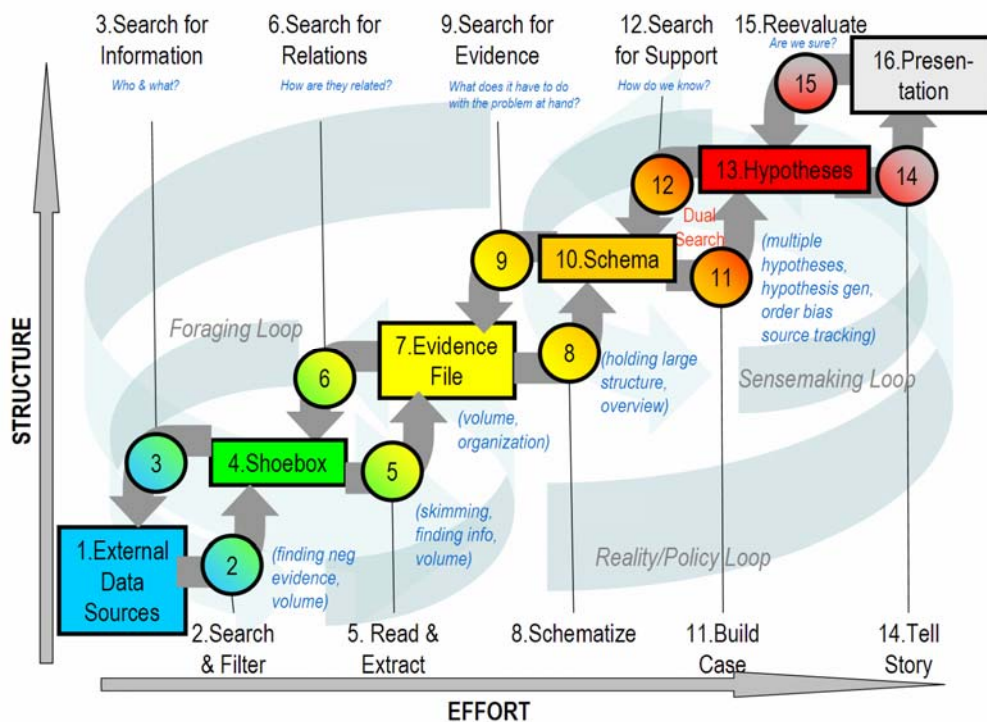 3.Search for
Information
Who & what?
6.Search for
Relations
How are they related?
9.Search for
Evidence
What does it have to do
with the problem at hand?
12.Search
for Support
How do we know?
15.Reevaluate
Are we sure?
15
16.Presen-
tation
STRUCTURE
12
13.Hypotheses
14
Dual
Search
9
10.Schema
11
(multiple
hypotheses,
hypothesis gen,
order bias
source tracking)
Foraging Loop
6
7.Evidence
File
8
(holding large
structure,
overview)
Sensemaking Loop
(volume,
organization)
3
4.Shoebox
5
(skimming,
finding info,
volume)
1.External
Data
Sources
2
(finding neg
evidence,
volume)
Reality/Policy Loop
2.Search
& Filter
5. Read &
Extract
8.Schematize
11.Build
Case
14.Tell
Story
EFFORT